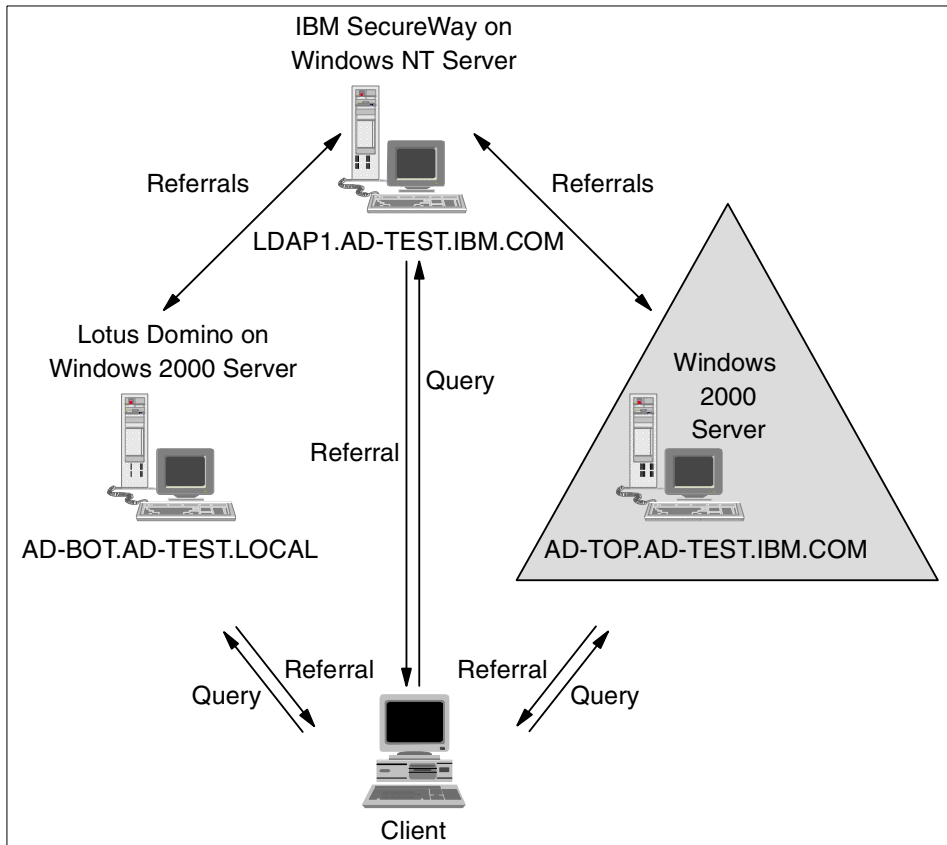 IBM SecureWay on
Windows NT Server
Referrals
Referrals
LDAP1.AD-TEST.IBM.COM
Lotus Domino on
Windows 2000 Server
Windows
2000
Server
Query
Referral
AD-BOT.AD-TEST.LOCAL
AD-TOP.AD-TEST.IBM.COM
Referral
Query
Referral
Query
Client